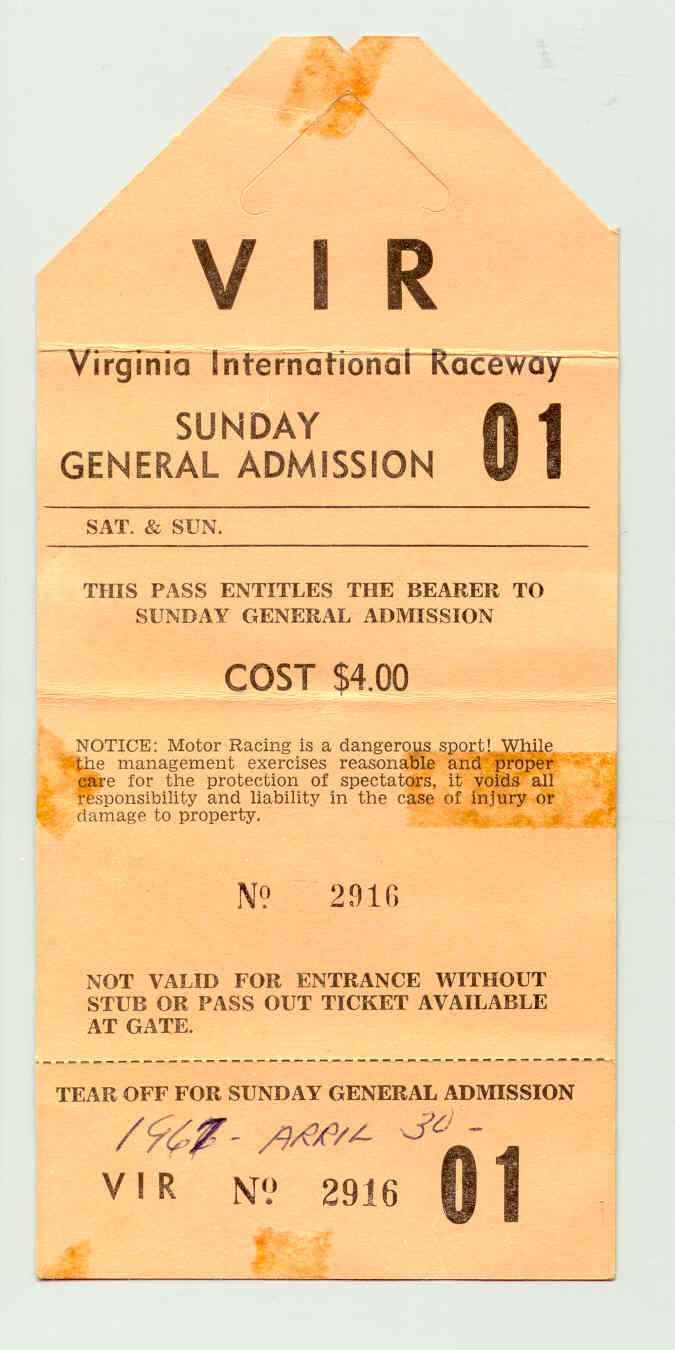 VIR
Virginia International Raceway
SUNDAY
GENERAL ADMISSION 01
SAT. & SUN.
THIS PASS ENTITLES THE BEARER TO
SUNDAY GENERAL ADMISSION
COST $4.00
NOTICE: Motor Racing is a dangerous sport! While
the management exercises reasonable and proper
care for the protection of spectators, it voids all
responsibility and liability in the case of injury or
damage to property.
Nº 2916
NOT VALID FOR ENTRANCE WITHOUT
STUB OR PASS OUT TICKET AVAILABLE
AT GATE.
TEAR OFF FOR SUNDAY GENERAL ADMISSION
1967 - APRIL 30 -
VIR Nº 2916 01